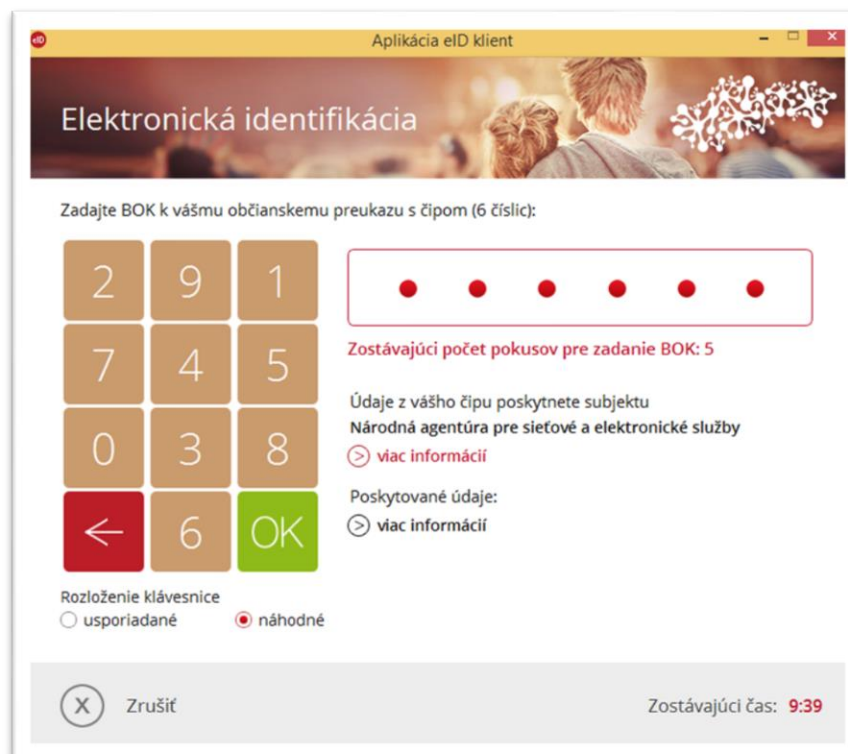 eID
Aplikácia eID klient
Elektronická identifikácia
Zadajte BOK k vášmu občianskemu preukazu s čipom (6 číslic):
2 9 1
7 4 5
0 3 8
6 OK
Zostávajúci počet pokusov pre zadanie BOK: 5
Údaje z vášho čipu poskytnete subjektu
Národná agentúra pre sieťové a elektronické služby
viac informácií
Poskytované údaje:
viac informácií
Rozloženie klávesnice
usporiadané náhodné
X Zrušiť
Zostávajúci čas: 9:39